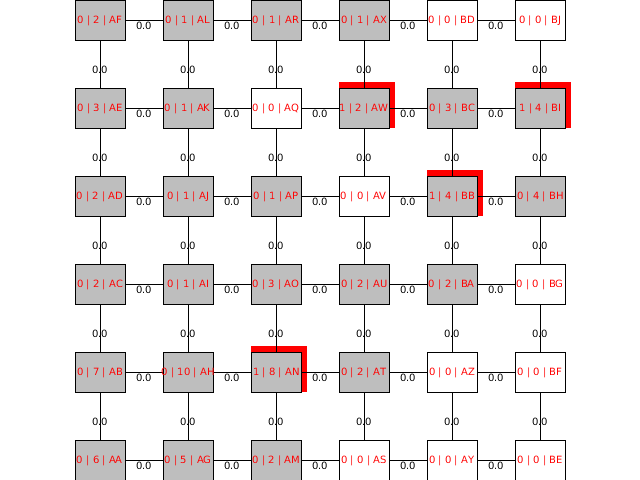 0 | 2 | AF 0.0 0 | 1 | AL 0.0 0 | 1 | AR 0.0 0 | 1 | AX 0.0 0 | 0 | BD 0.0 0 | 0 | BJ
0.0 0.0 0.0 0.0 0.0 0.0
0 | 3 | AE 0.0 0 | 1 | AK 0.0 0 | 0 | AQ 0.0 1 | 2 | AW 0.0 0 | 3 | BC 0.0 1 | 4 | BI
0.0 0.0 0.0 0.0 0.0 0.0
0 | 2 | AD 0.0 0 | 1 | AJ 0.0 0 | 1 | AP 0.0 0 | 0 | AV 0.0 1 | 4 | BB 0.0 0 | 4 | BH
0.0 0.0 0.0 0.0 0.0 0.0
0 | 2 | AC 0.0 0 | 1 | AI 0.0 0 | 3 | AO 0.0 0 | 2 | AU 0.0 0 | 2 | BA 0.0 0 | 0 | BG
0.0 0.0 0.0 0.0 0.0 0.0
0 | 7 | AB 0.0 0 | 10 | AH 0.0 1 | 8 | AN 0.0 0 | 2 | AT 0.0 0 | 0 | AZ 0.0 0 | 0 | BF
0.0 0.0 0.0 0.0 0.0 0.0
0 | 6 | AA 0.0 0 | 5 | AG 0.0 0 | 2 | AM 0.0 0 | 0 | AS 0.0 0 | 0 | AY 0.0 0 | 0 | BE